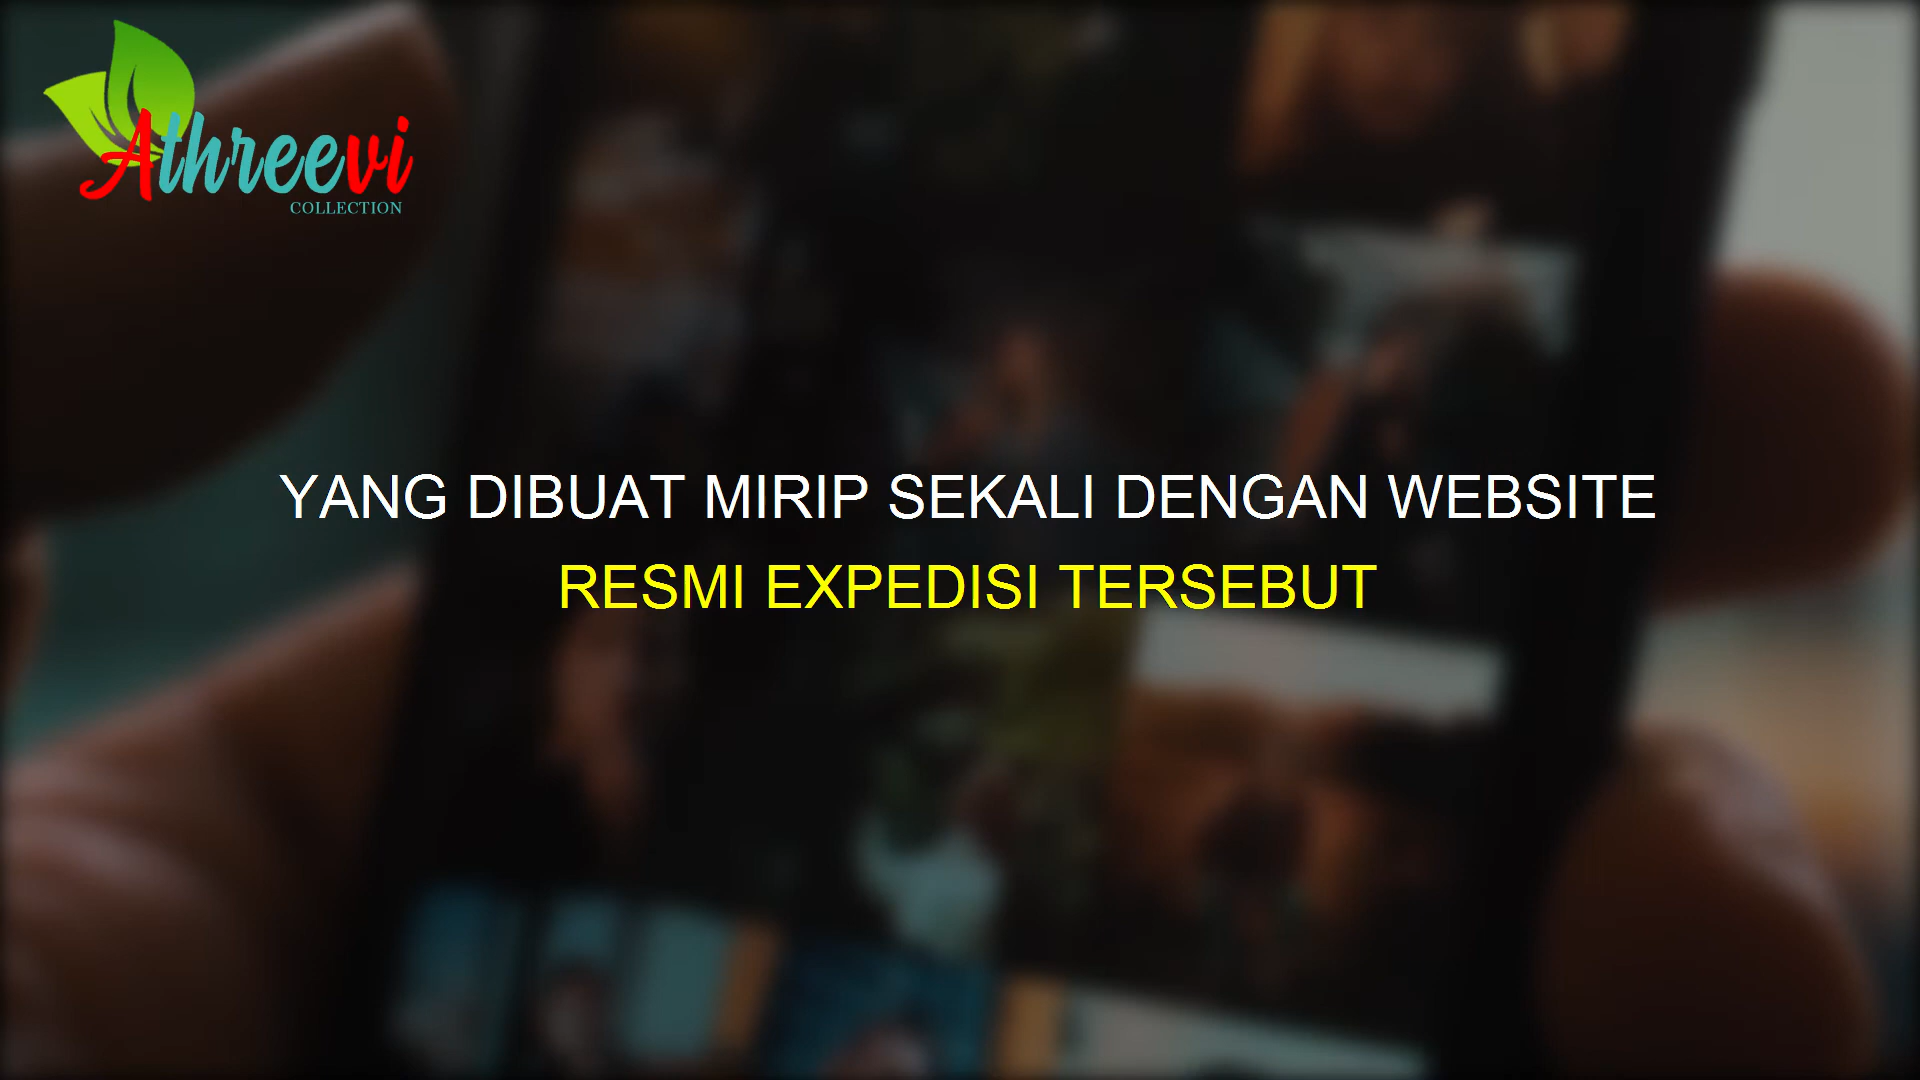 Athreevi
COLLECTION
YANG DIBUAT MIRIP SEKALI DENGAN WEBSITE
RESMI EXPEDISI TERSEBUT